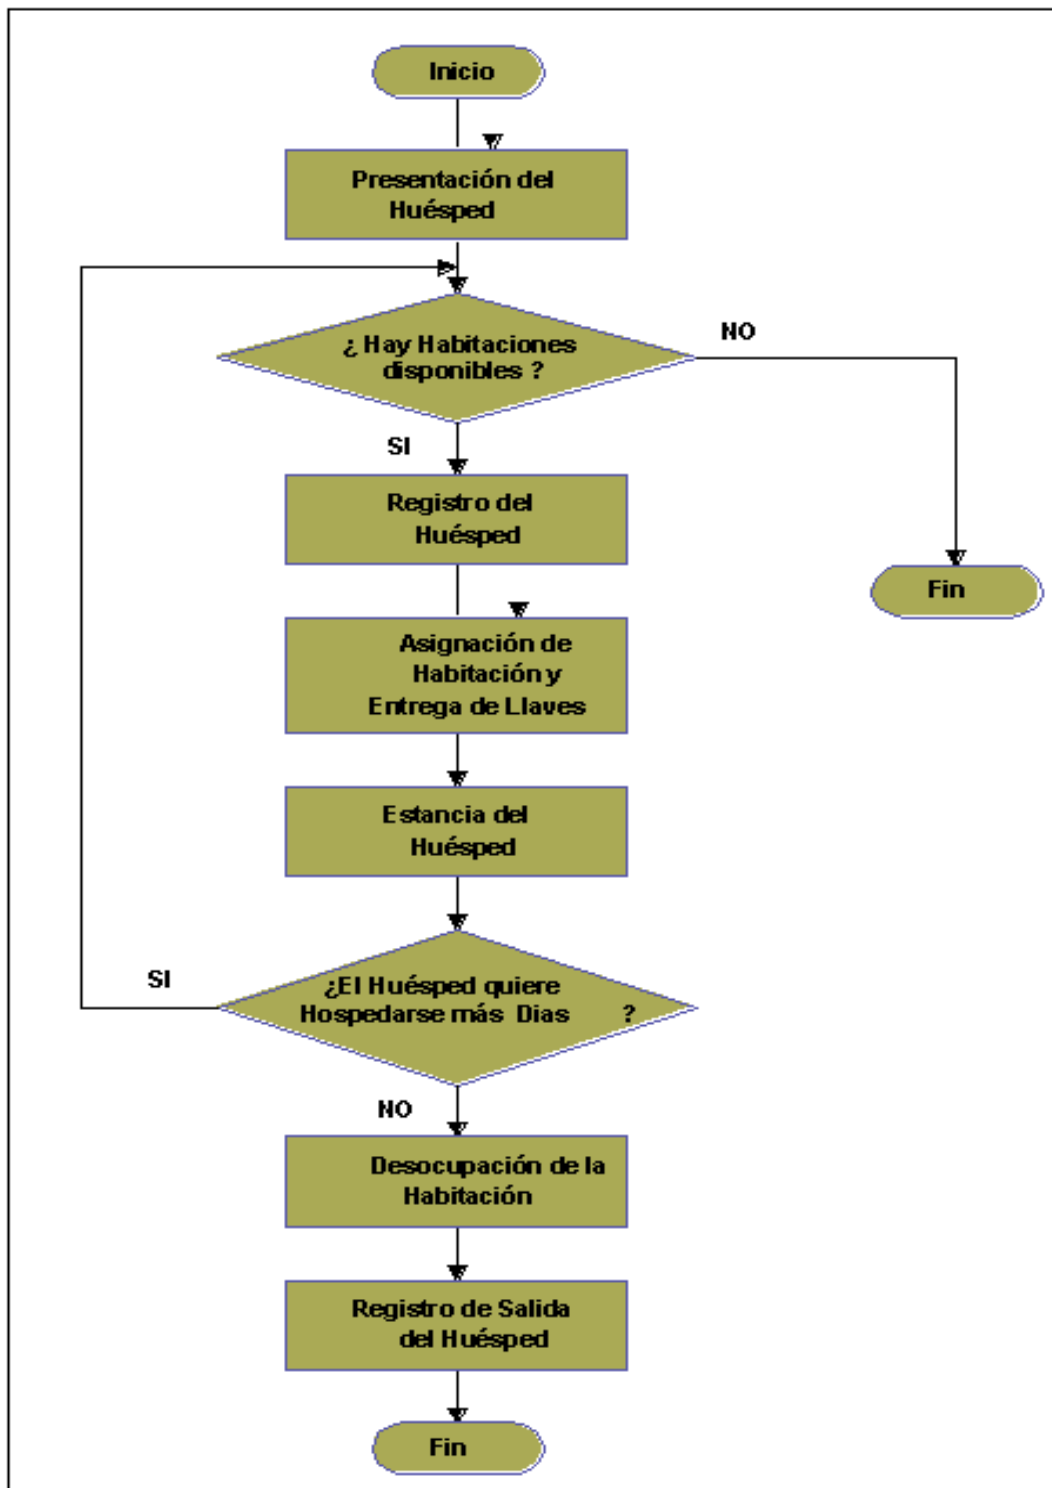 Inicio
Presentación del
Huésped
¿ Hay Habitaciones
disponibles ?
NO
SI
Registro del
Huésped
Fin
Asignación de
Habitación y
Entrega de Llaves
Estancia del
Huésped
SI
¿El Huésped quiere
Hospedarse más Dias ?
NO
Desocupación de la
Habitación
Registro de Salida
del Huésped
Fin